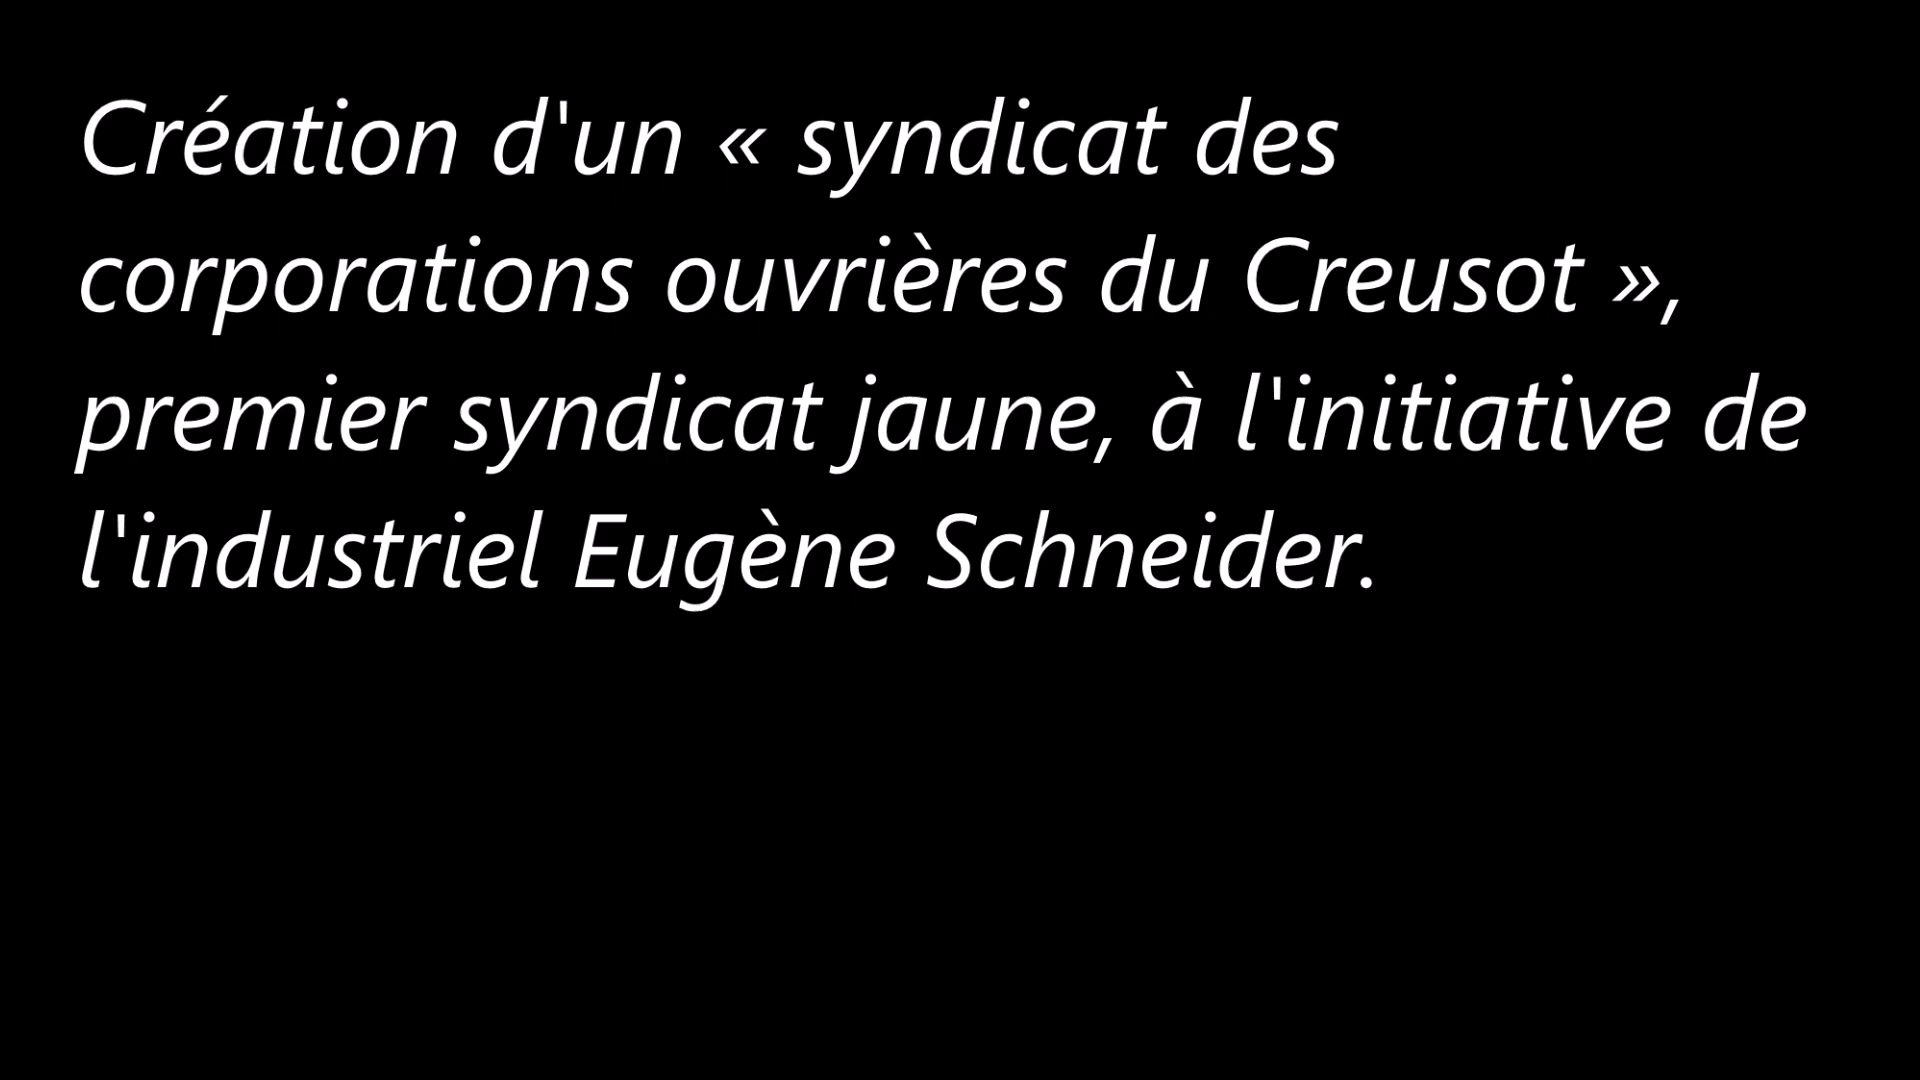 Création d'un « syndicat des
corporations ouvrières du Creusot »,
premier syndicat jaune, à l'initiative de
l'industriel Eugène Schneider.